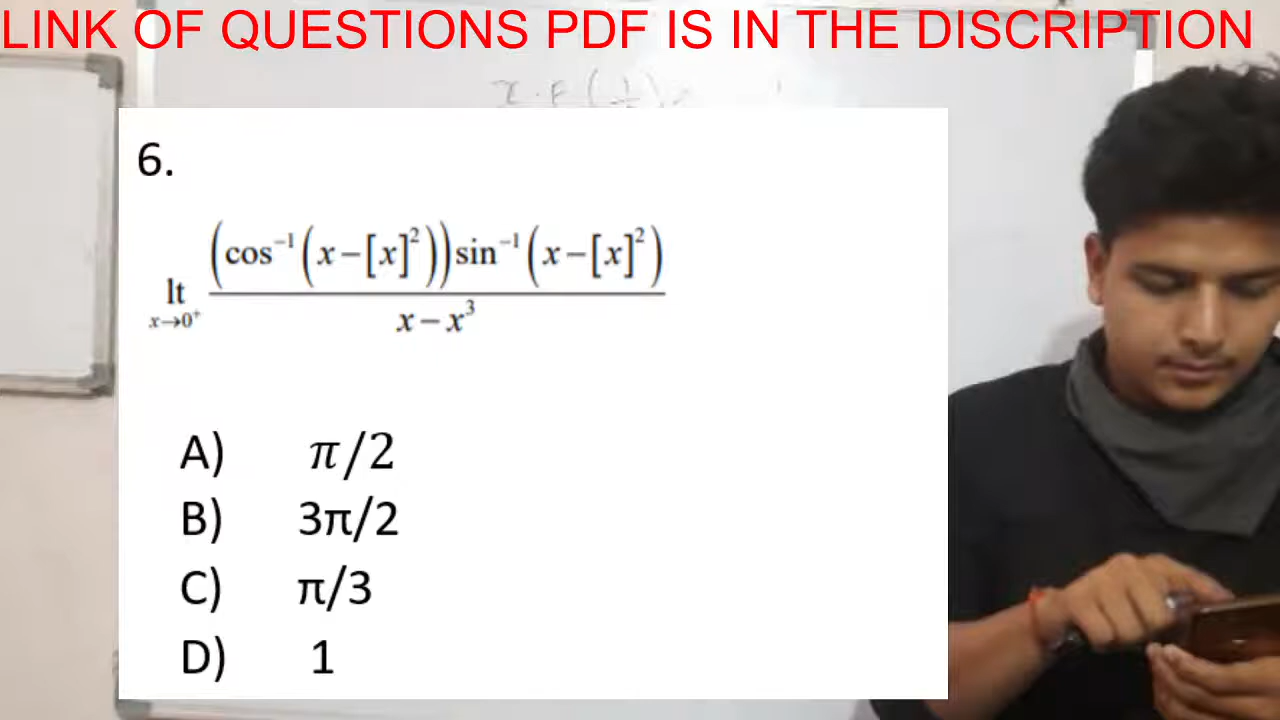 LINK OF QUESTIONS PDF IS IN THE DISCRIPTION
6.
lt x→0⁺ (cos⁻¹(x−[x]²))sin⁻¹(x−[x]²) / x−x³
A) π/2
B) 3π/2
C) π/3
D) 1